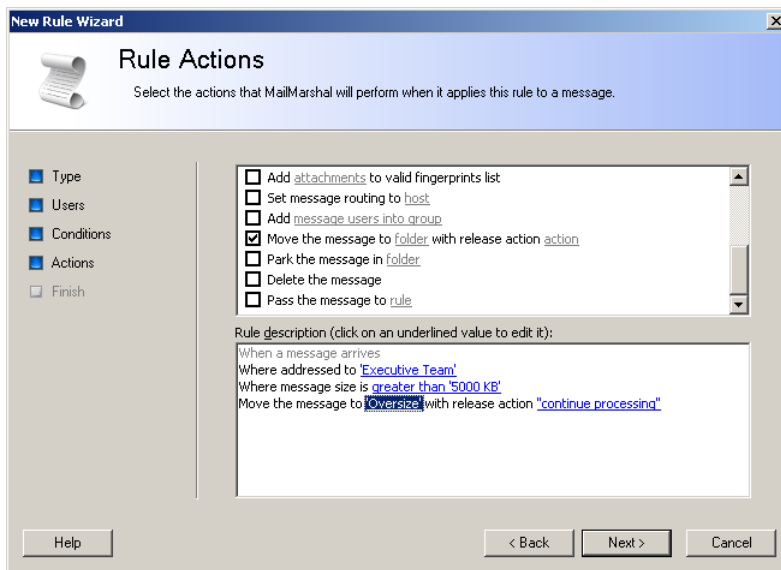 New Rule Wizard
Rule Actions
Select the actions that MailMarshal will perform when it applies this rule to a message.
Type
Users
Conditions
Actions
Finish
Add attachments to valid fingerprints list
Set message routing to host
Add message users into group
Move the message to folder with release action action
Park the message in folder
Delete the message
Pass the message to rule
Rule description (click on an underlined value to edit it):
When a message arrives
Where addressed to 'Executive Team'
Where message size is greater than '5000 KB'
Move the message to 'Oversize' with release action "continue processing"
Help
< Back
Next >
Cancel